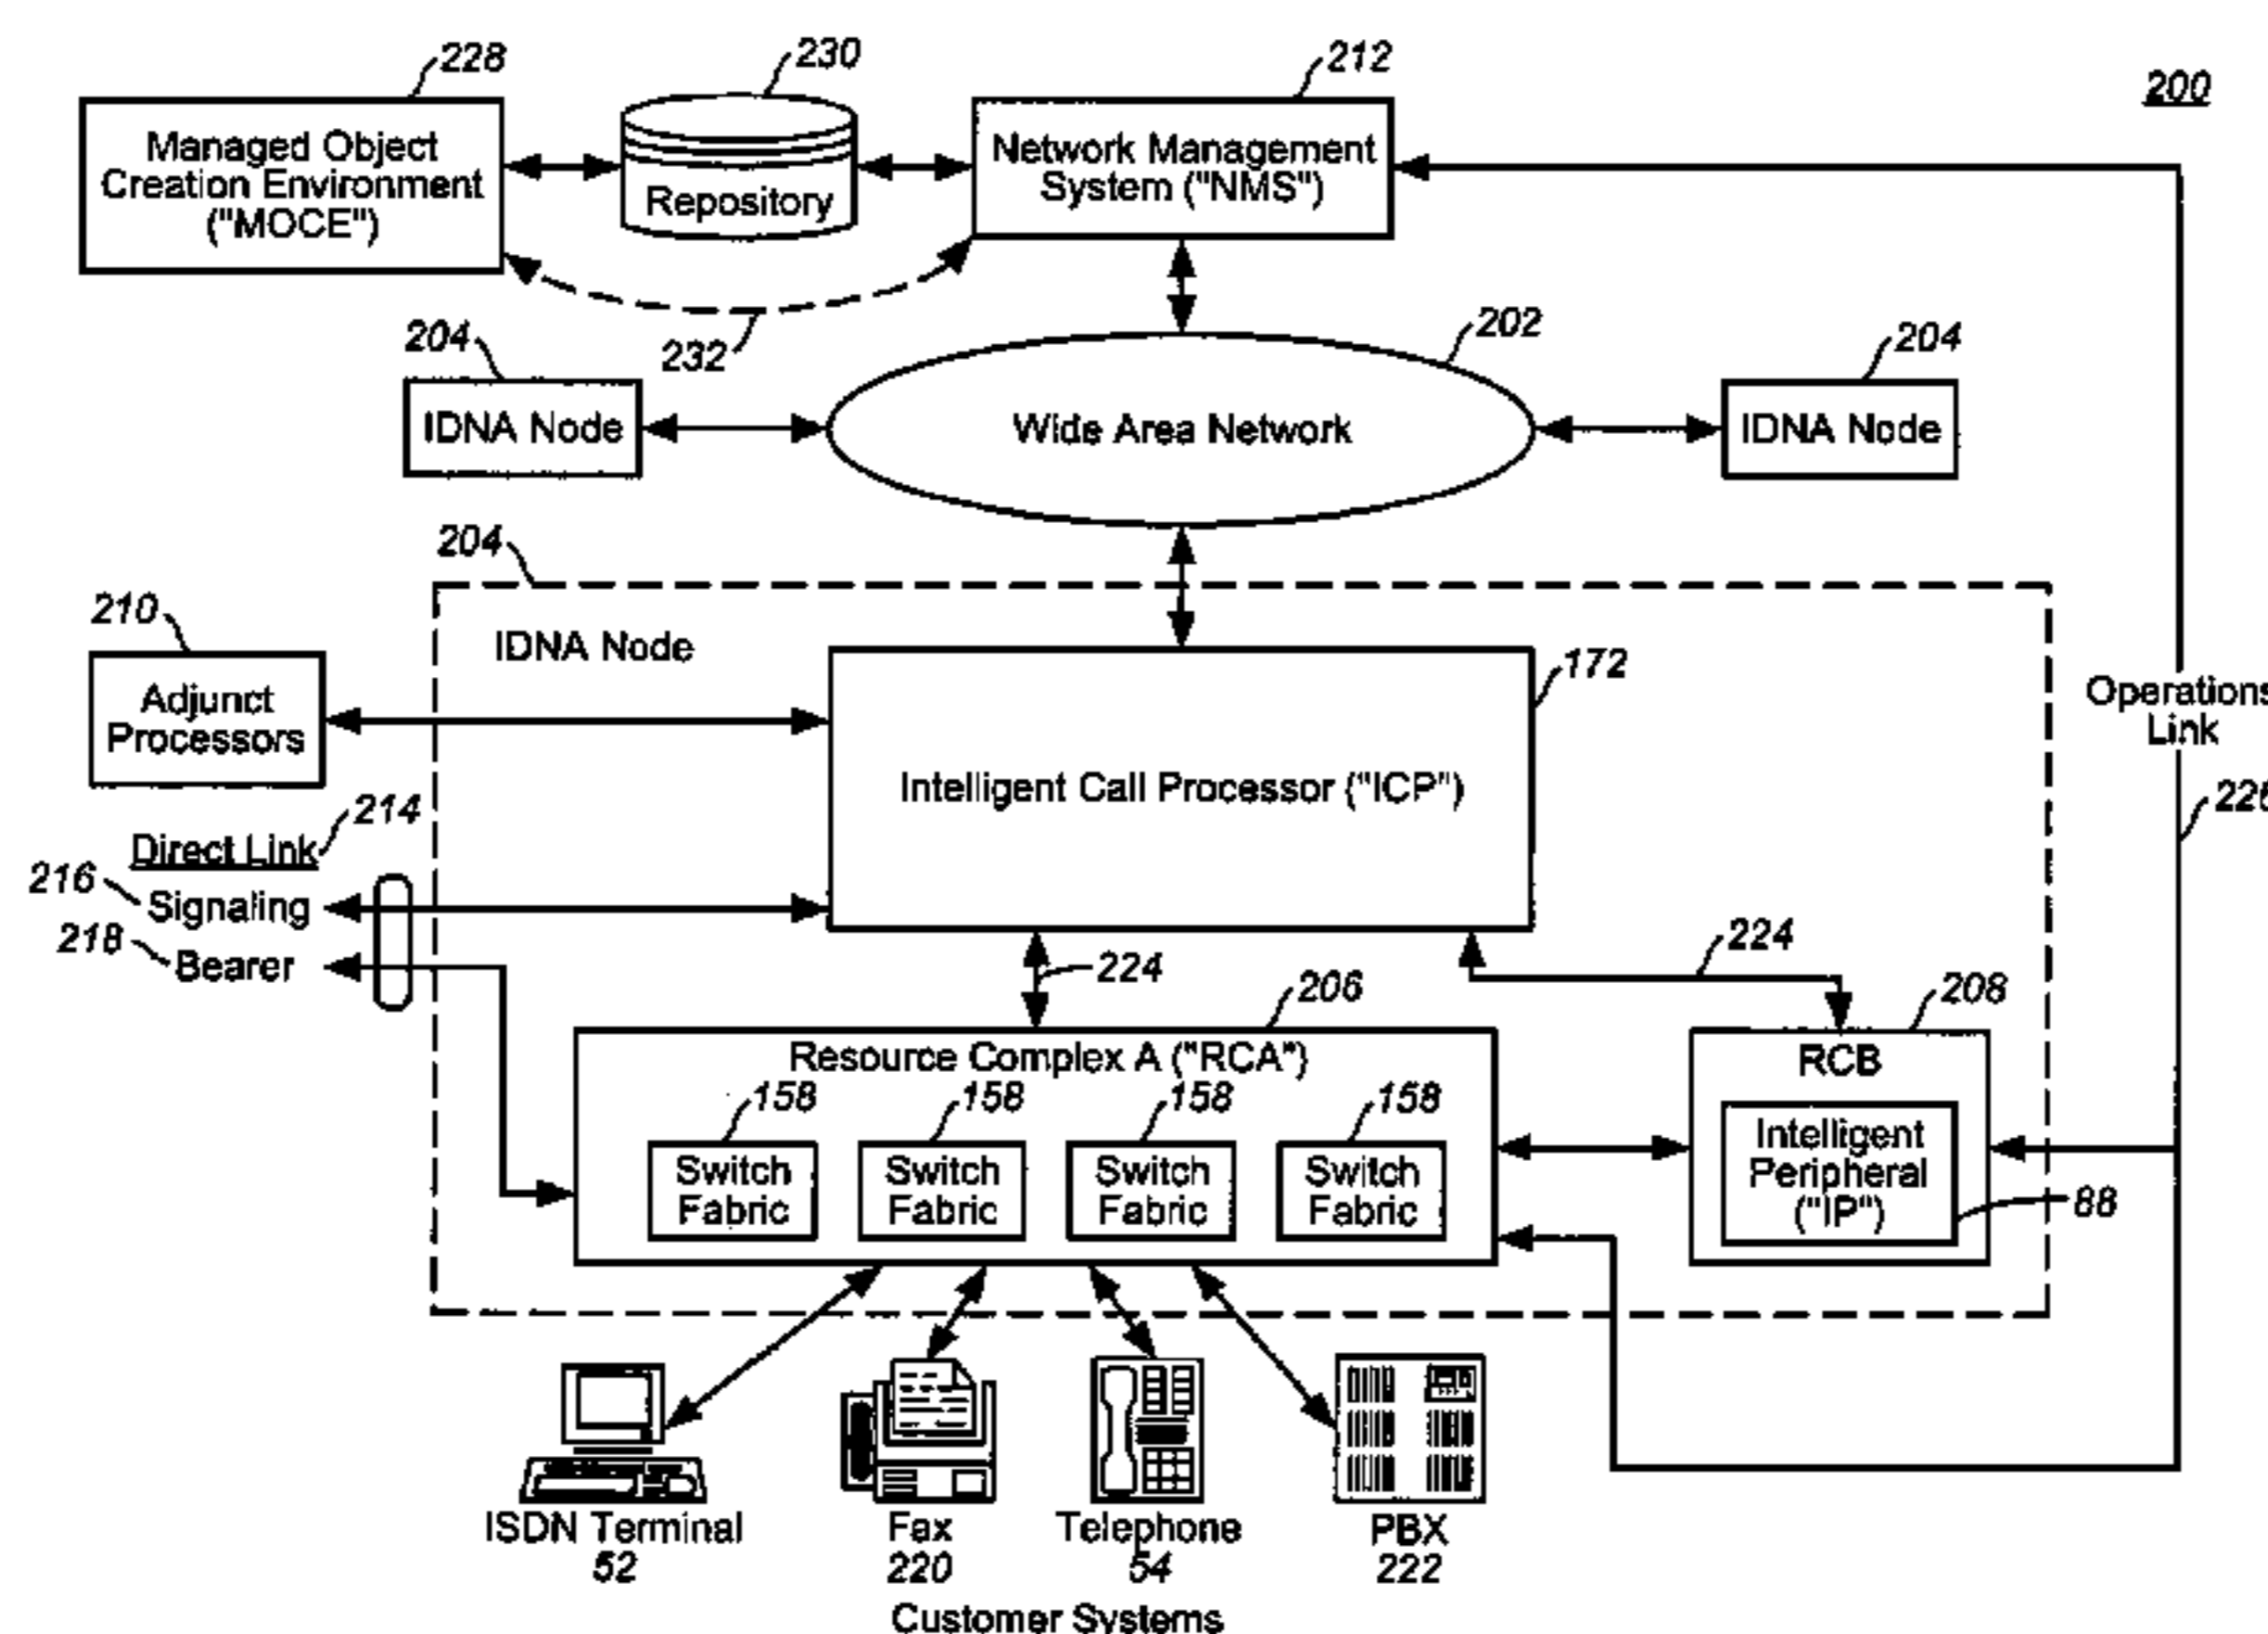 228
230
212
200
Managed Object
Creation Environment
("MOCE")
Repository
Network Management
System ("NMS")
232
204
202
204
IDNA Node
Wide Area Network
IDNA Node
204
210
IDNA Node
172
Adjunct
Processors
Operations
Link
Intelligent Call Processor ("ICP")
214
Direct Link
216
Signaling
218
Bearer
224
224
206
208
Resource Complex A ("RCA")
RCB
158
158
158
158
Switch
Fabric
Switch
Fabric
Switch
Fabric
Switch
Fabric
Intelligent
Peripheral
("IP")
88
ISDN Terminal
52
Fax
220
Telephone
54
PBX
222
Customer Systems